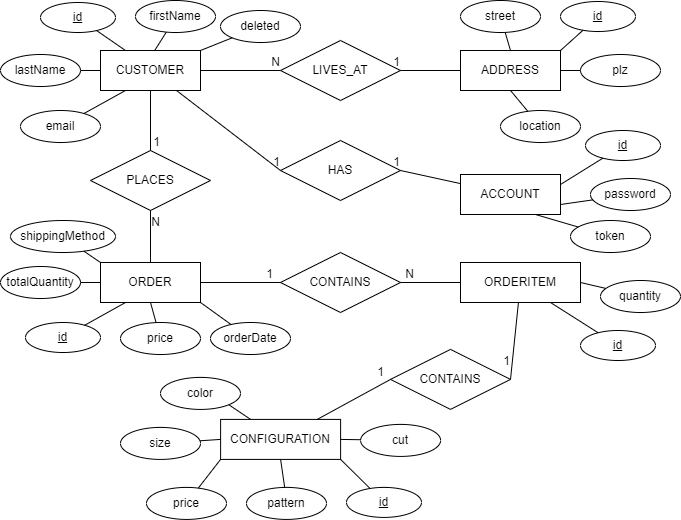 id
firstName
deleted
street
id
lastName
CUSTOMER
N
LIVES_AT
1
ADDRESS
plz
email
location
1
id
1
HAS
1
PLACES
ACCOUNT
password
N
token
shippingMethod
totalQuantity
ORDER
1
CONTAINS
N
ORDERITEM
quantity
id
price
orderDate
id
1
1
CONTAINS
color
size
CONFIGURATION
cut
price
pattern
id